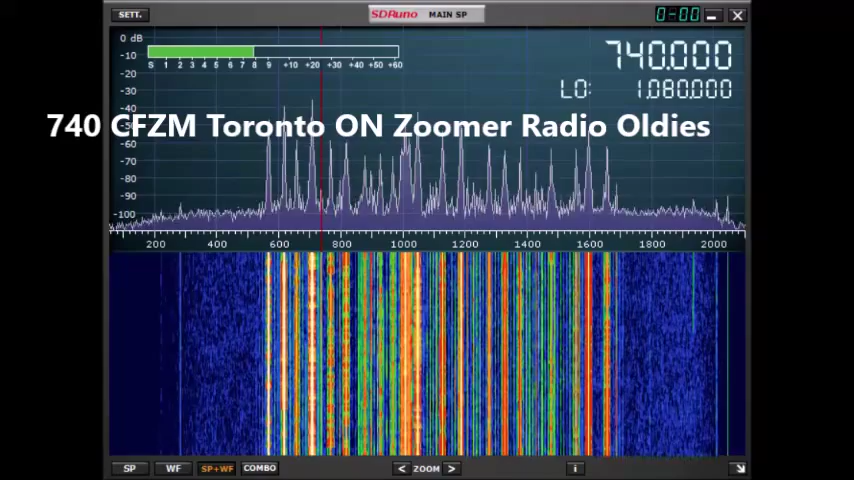 SETT.
SDRuno MAIN SP
0-00
0 dB
-10
-20
-30
-40
-50
-60
-70
-80
-90
-100
S 1 2 3 4 5 6 7 8 9 +10 +20 +30 +40 +50 +60
740.000
LO: 1,080,000
740 CFZM Toronto ON Zoomer Radio Oldies
200 400 600 800 1000 1200 1400 1600 1800 2000
SP WF SP+WF COMBO < ZOOM > i